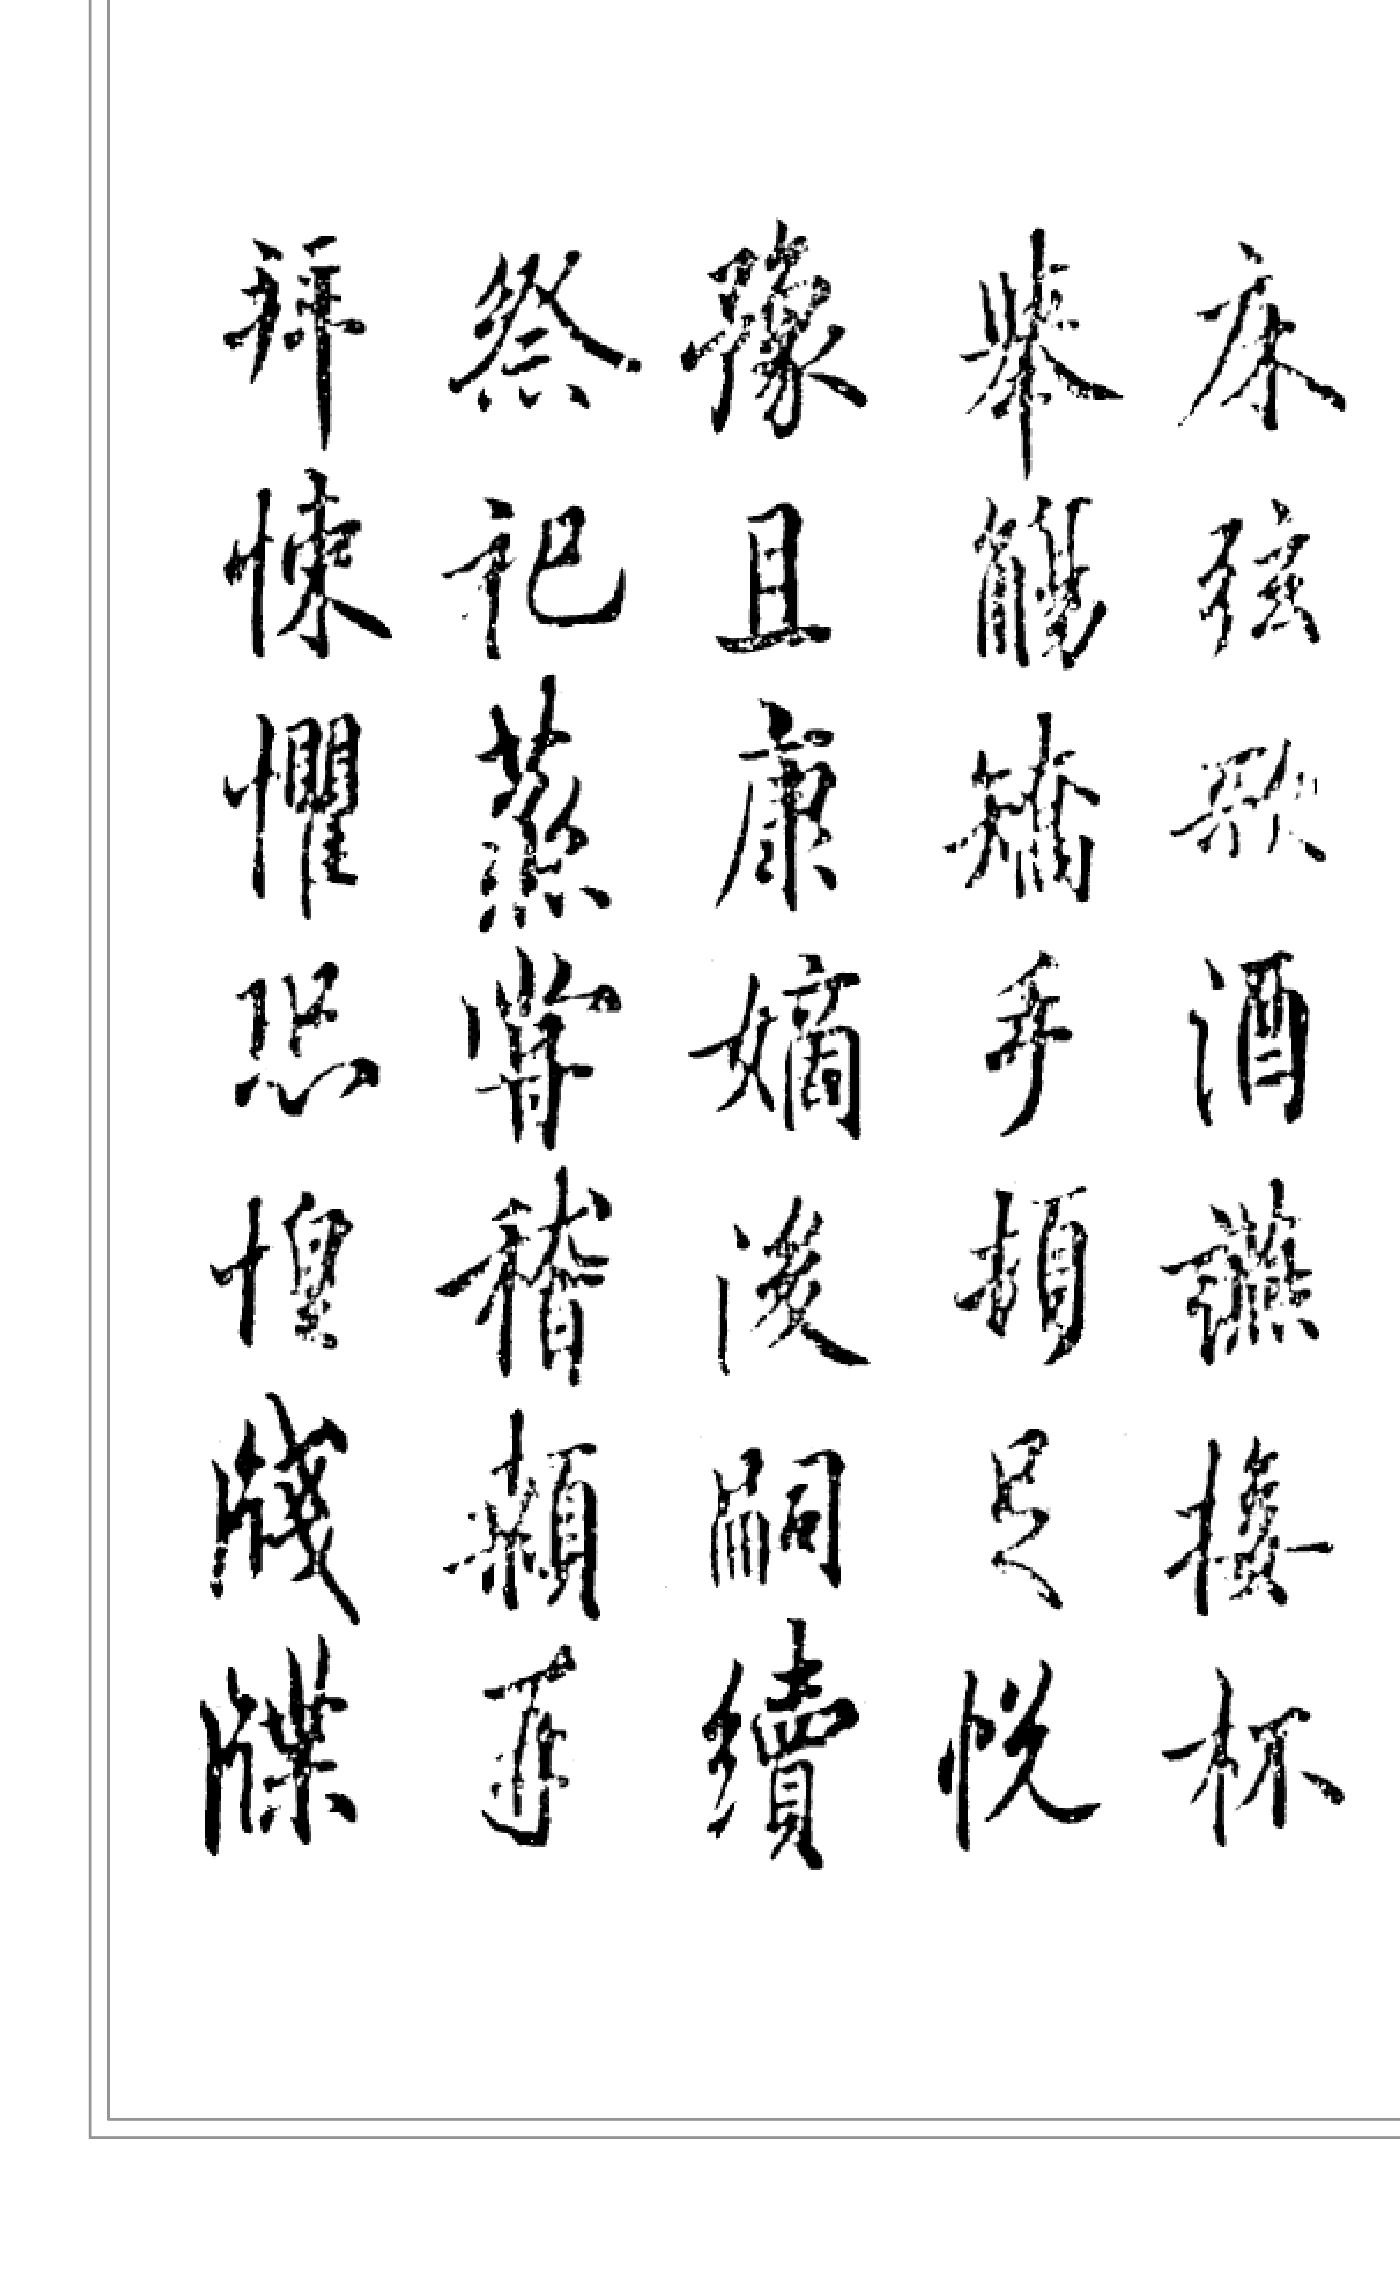 床弦歌酒讌接杯
舉觴矯手頓足悅
豫且康嫡後嗣續
祭祀蒸嘗稽顙再
拜悚懼恐惶牋牒